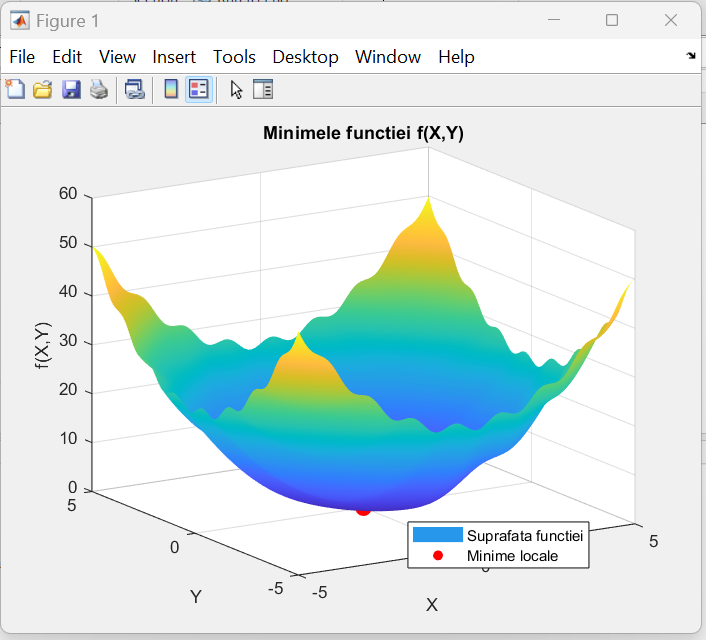 Figure 1
File Edit View Insert Tools Desktop Window Help
Minimele functiei f(X,Y)
60
50
40
30
20
10
0
f(X,Y)
5
0
-5
Y
-5
5
X
Suprafata functiei
Minime locale